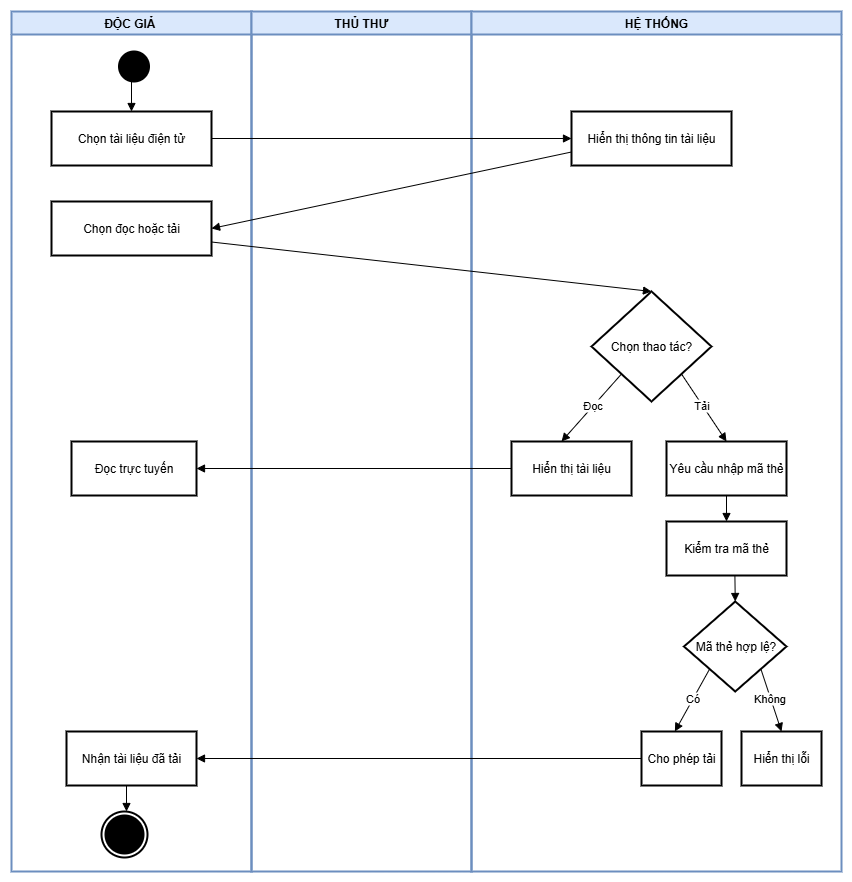 ĐỘC GIẢ
THỦ THƯ
HỆ THỐNG
Chọn tài liệu điện tử
Hiển thị thông tin tài liệu
Chọn đọc hoặc tải
Chọn thao tác?
Đọc
Tải
Đọc trực tuyến
Hiển thị tài liệu
Yêu cầu nhập mã thẻ
Kiểm tra mã thẻ
Mã thẻ hợp lệ?
Có
Không
Nhận tài liệu đã tải
Cho phép tải
Hiển thị lỗi